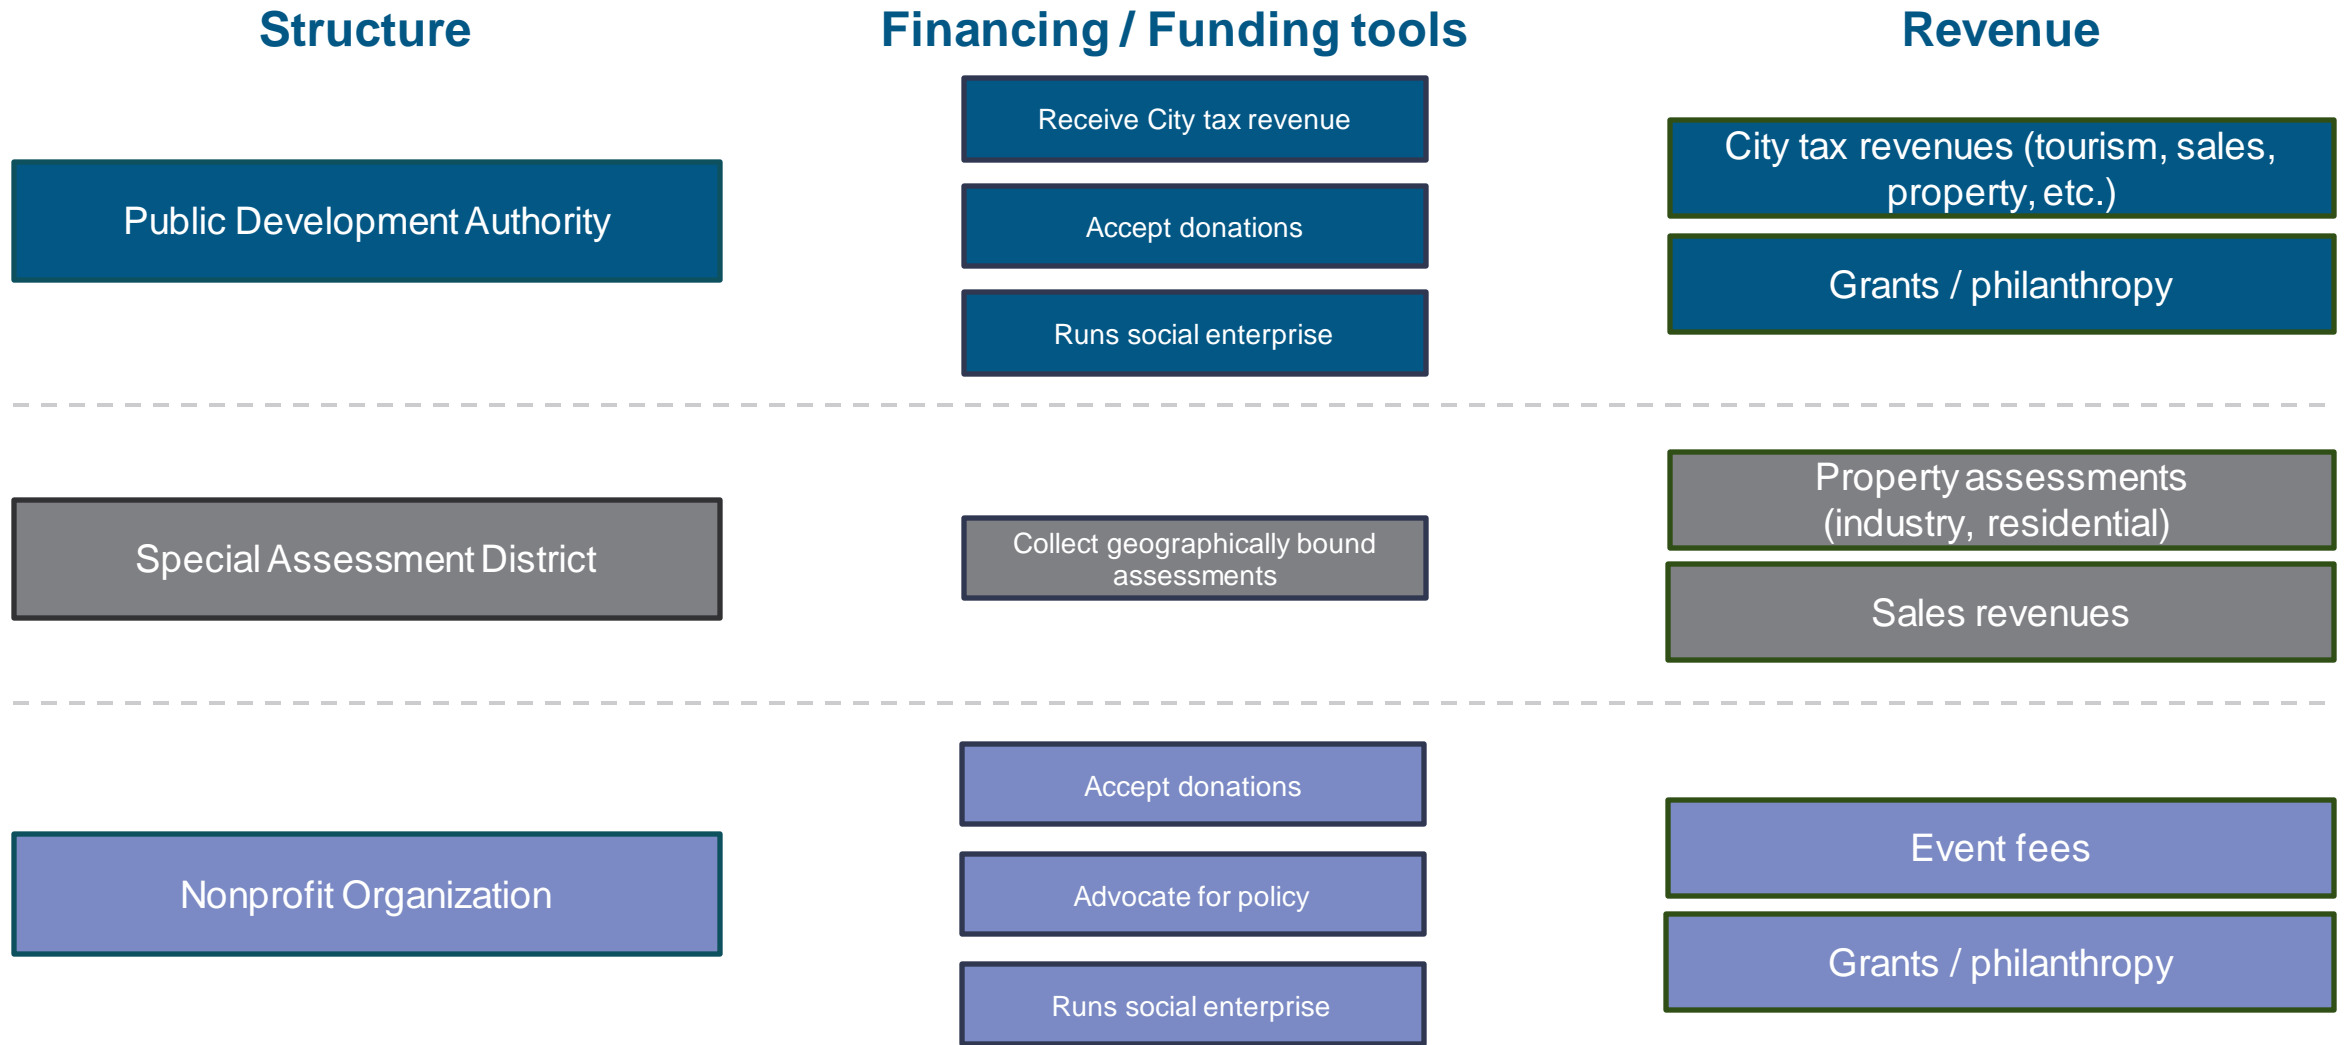 Structure
Financing / Funding tools
Revenue
Public Development Authority
Receive City tax revenue
Accept donations
Runs social enterprise
City tax revenues (tourism, sales,
property, etc.)
Grants / philanthropy
Special Assessment District
Collect geographically bound
assessments
Property assessments
(industry, residential)
Sales revenues
Nonprofit Organization
Accept donations
Advocate for policy
Runs social enterprise
Event fees
Grants / philanthropy